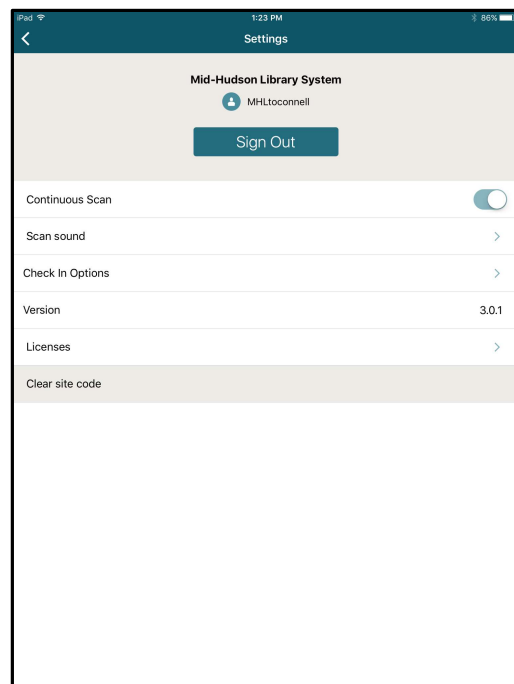 iPad 1:23 PM 86%
Settings
Mid-Hudson Library System
MHLtoconnell
Sign Out
Continuous Scan
Scan sound
Check In Options
Version 3.0.1
Licenses
Clear site code